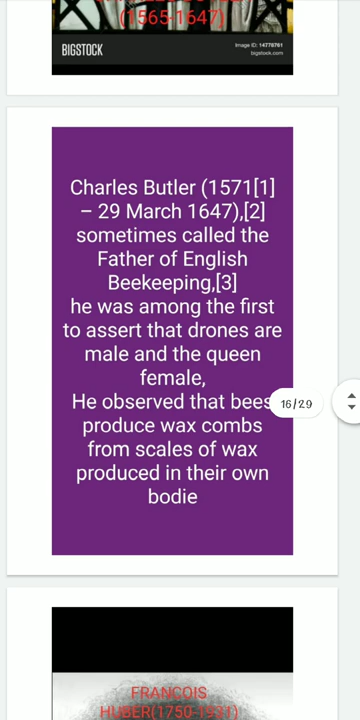 (1565-1647)
BIGSTOCK
Image ID: 14776761
bigstock.com
Charles Butler (1571[1]
– 29 March 1647),[2]
sometimes called the
Father of English
Beekeeping,[3]
he was among the first
to assert that drones are
male and the queen
female,
He observed that bees
produce wax combs
from scales of wax
produced in their own
bodie
16/29
FRANCOIS
HUBER(1750-1931)